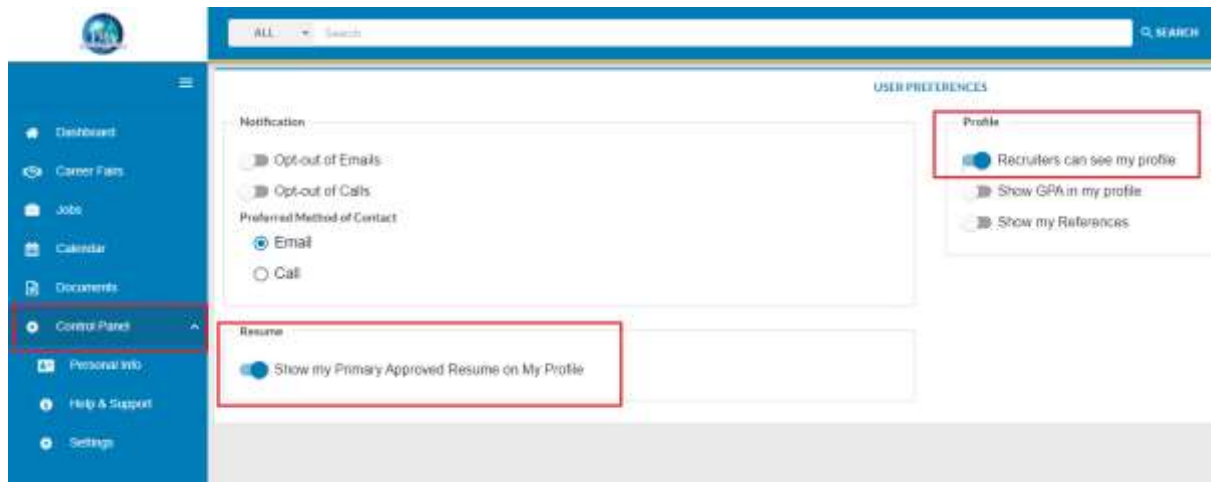 ALL Search SEARCH
USER PREFERENCES
Dashboard
Career Fairs
Jobs
Calendar
Documents
Control Panel
Personal Info
Help & Support
Settings
Notification
Opt-out of Emails
Opt-out of Calls
Preferred Method of Contact
Email
Call
Profile
Recruiters can see my profile
Show GPA in my profile
Show my References
Resume
Show my Primary Approved Resume on My Profile